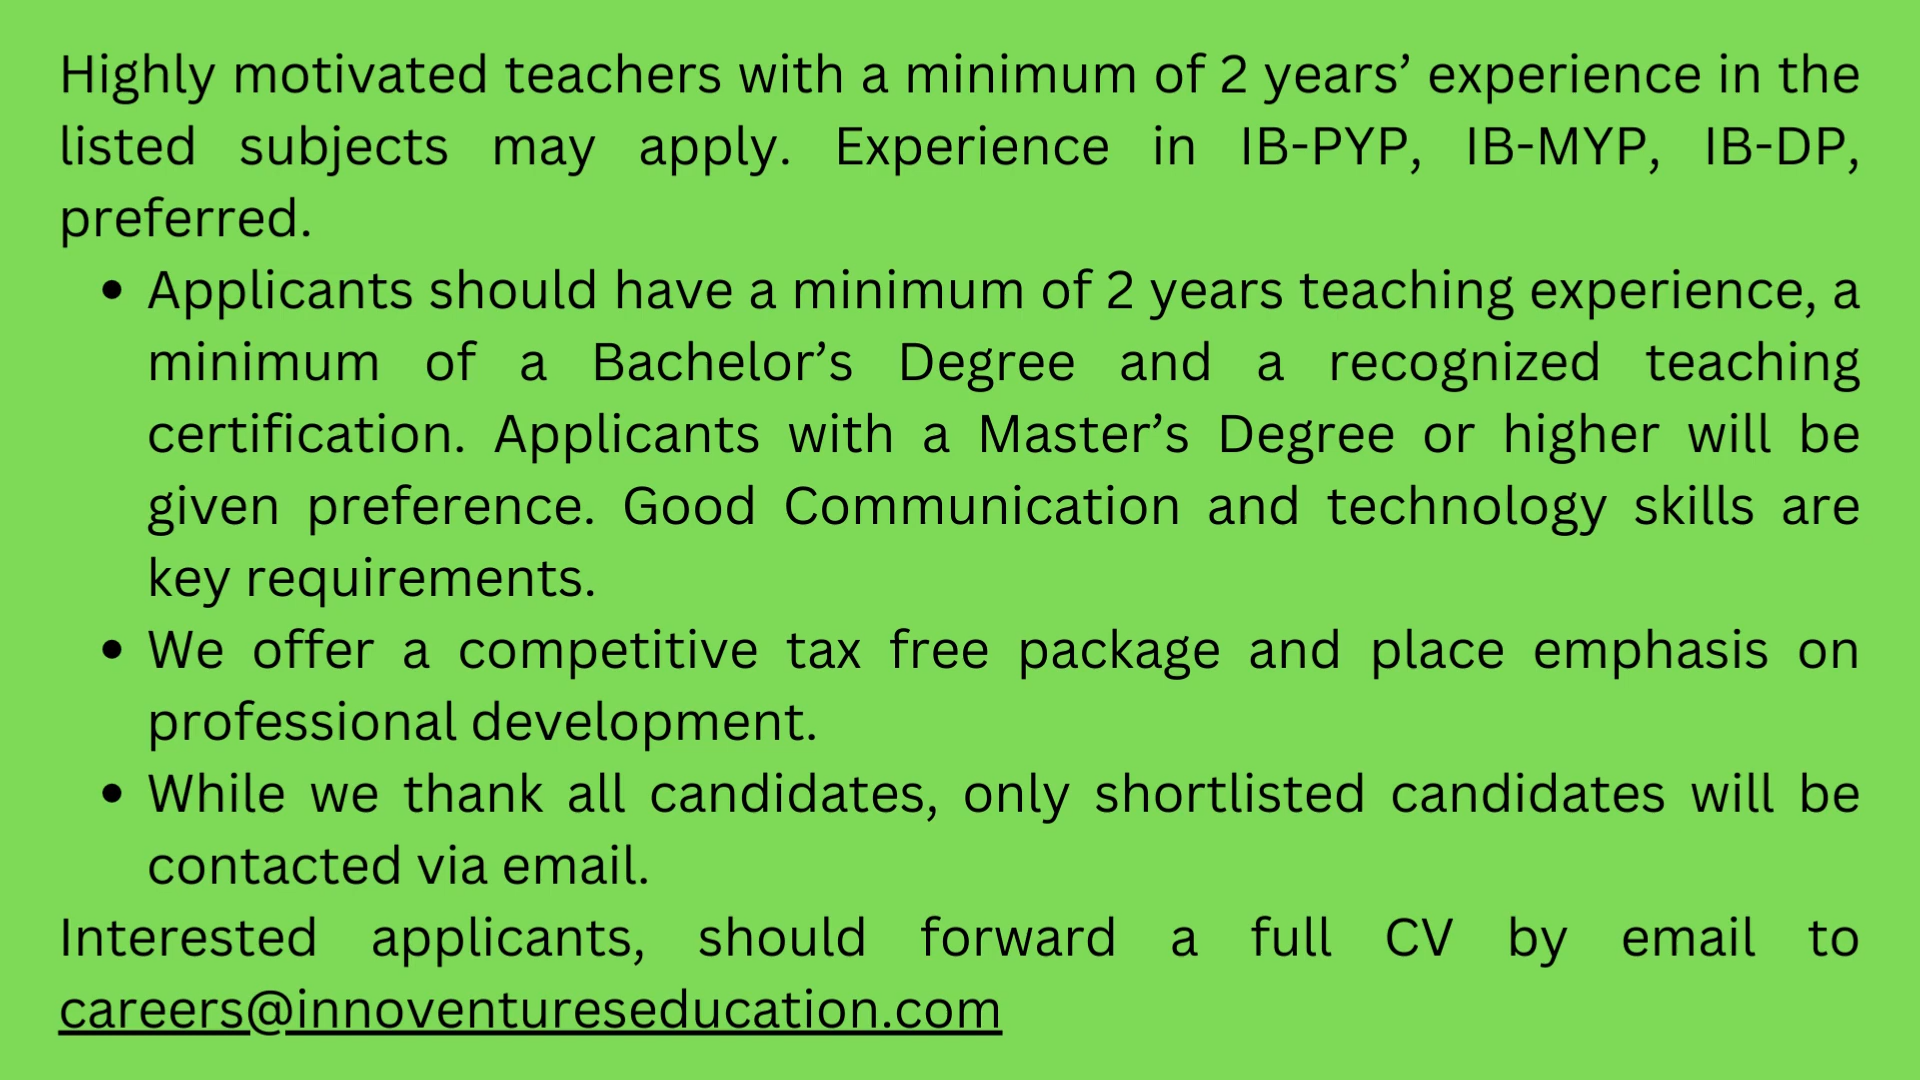 Highly motivated teachers with a minimum of 2 years’ experience in the
listed subjects may apply. Experience in IB-PYP, IB-MYP, IB-DP,
preferred.
• Applicants should have a minimum of 2 years teaching experience, a
minimum of a Bachelor’s Degree and a recognized teaching
certification. Applicants with a Master’s Degree or higher will be
given preference. Good Communication and technology skills are
key requirements.
• We offer a competitive tax free package and place emphasis on
professional development.
• While we thank all candidates, only shortlisted candidates will be
contacted via email.
Interested applicants, should forward a full CV by email to
careers@innoventureseducation.com